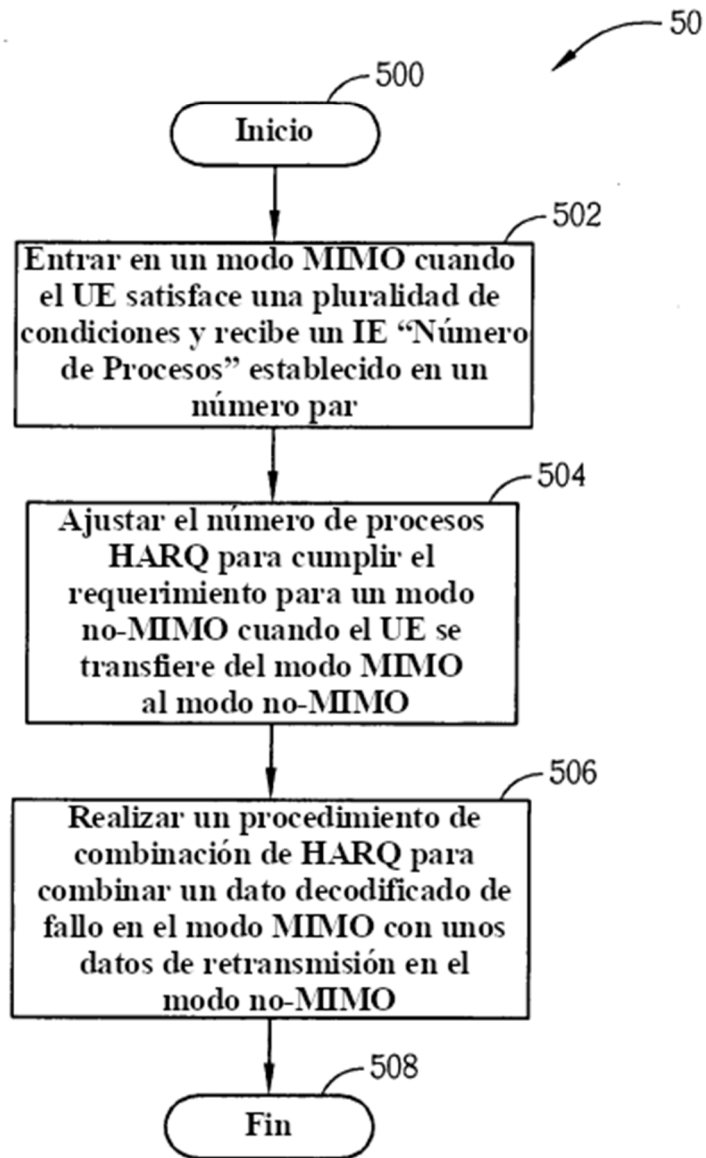 50
500
Inicio
502
Entrar en un modo MIMO cuando
el UE satisface una pluralidad de
condiciones y recibe un IE “Número
de Procesos” establecido en un
número par
504
Ajustar el número de procesos
HARQ para cumplir el
requerimiento para un modo
no-MIMO cuando el UE se
transfiere del modo MIMO
al modo no-MIMO
506
Realizar un procedimiento de
combinación de HARQ para
combinar un dato decodificado de
fallo en el modo MIMO con unos
datos de retransmisión en el
modo no-MIMO
508
Fin